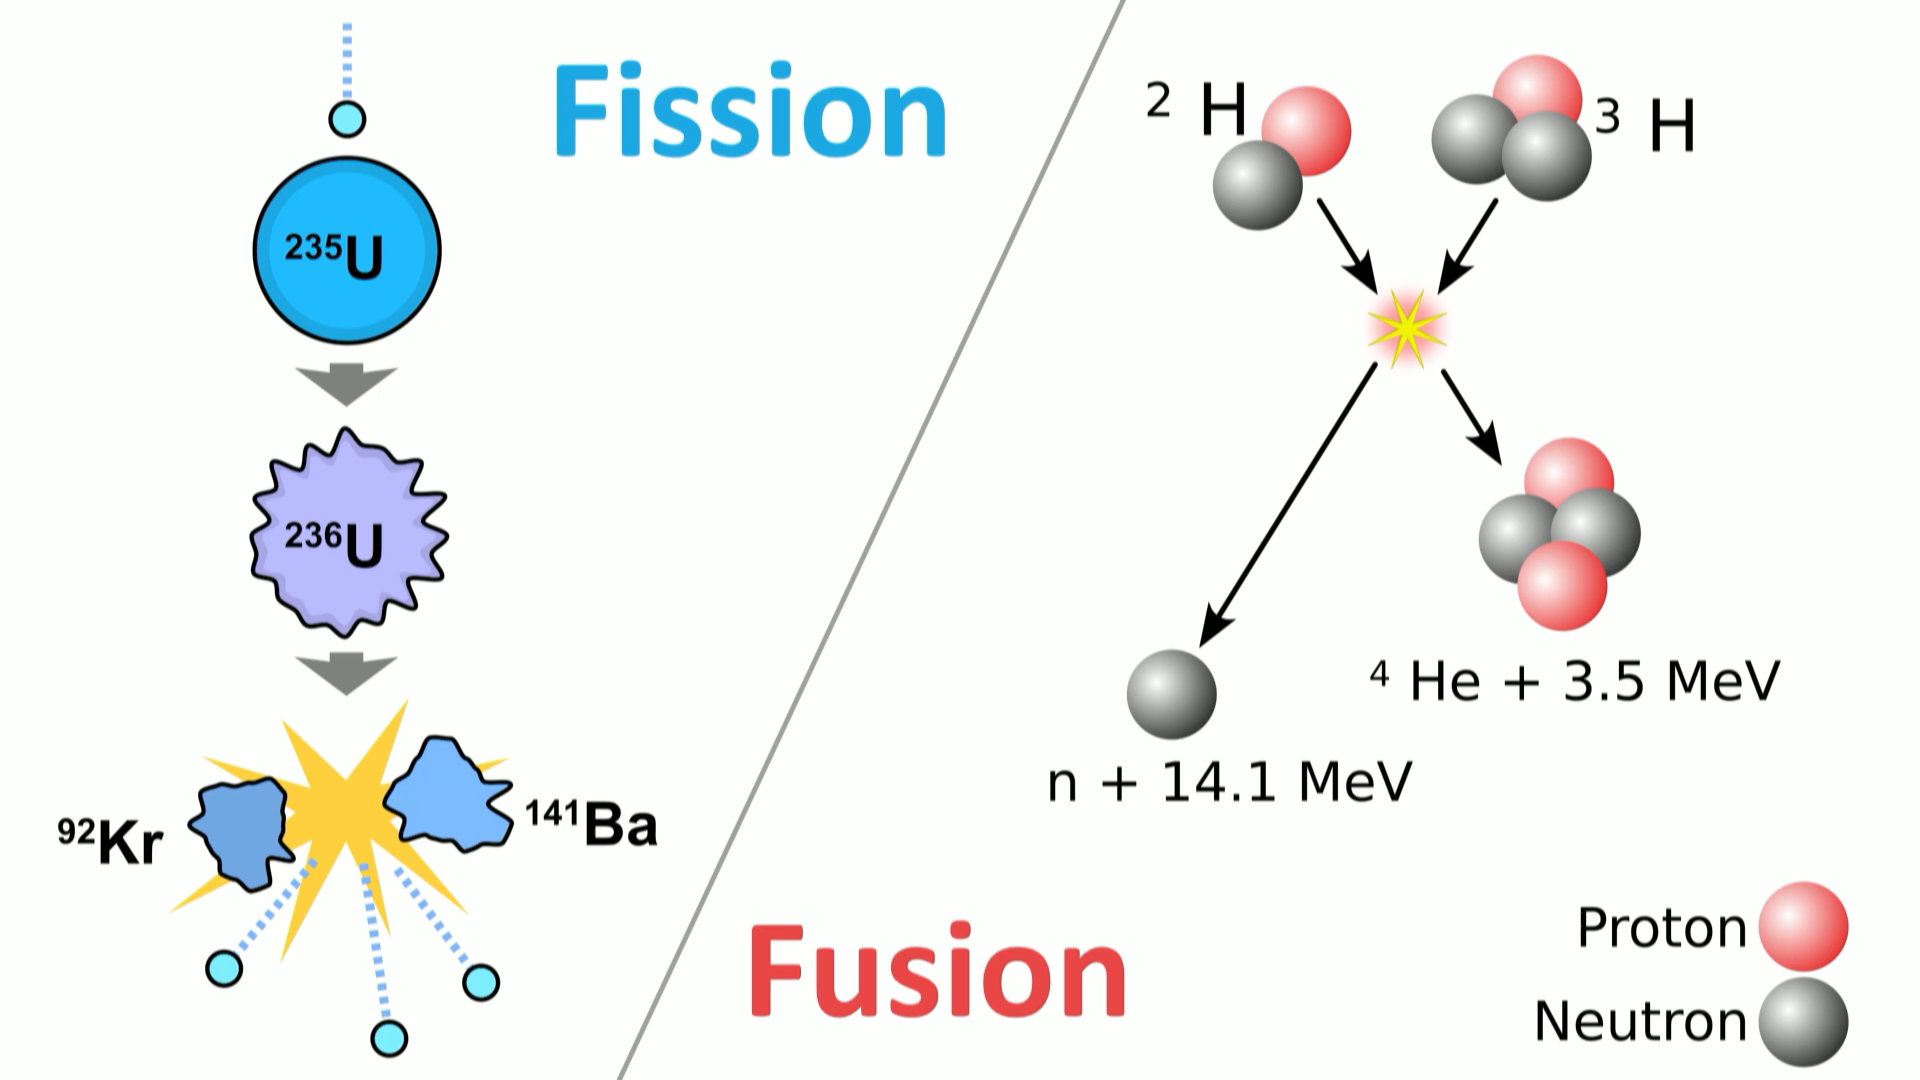 Fission
²³⁵U
²³⁶U
⁹²Kr
¹⁴¹Ba
² H
³ H
⁴ He + 3.5 MeV
n + 14.1 MeV
Fusion
Proton
Neutron